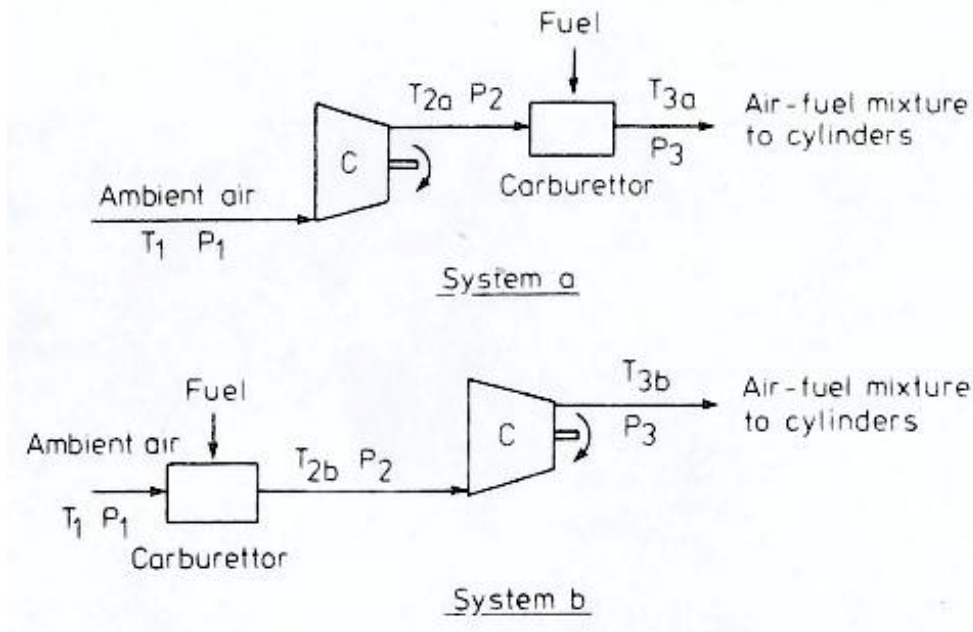 Fuel
T2a P2
T3a
Air-fuel mixture
to cylinders
C
P3
Carburettor
Ambient air
T1 P1
System a
Fuel
T3b
Air-fuel mixture
to cylinders
Ambient air
C
P3
T2b P2
T1 P1
Carburettor
System b